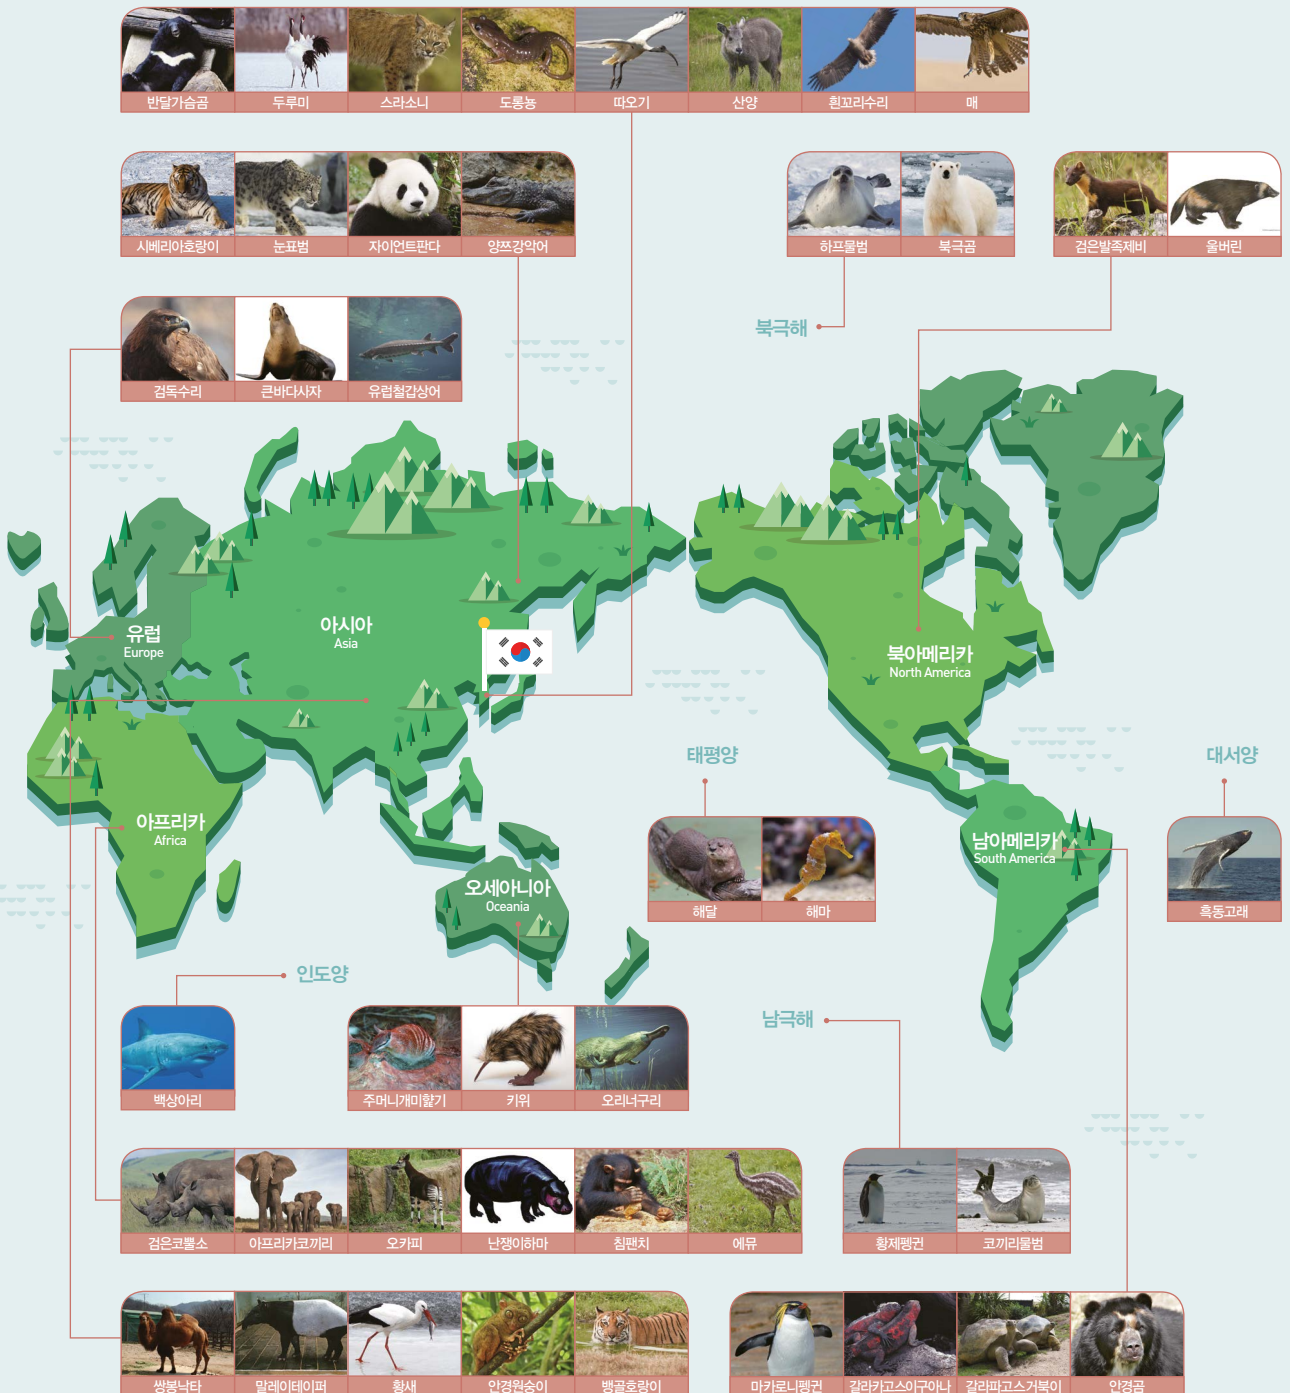 반달가슴곰 두루미 스라소니 도롱뇽 따오기 산양 흰꼬리수리 매
시베리아호랑이 눈표범 자이언트판다 양쯔강악어 하프물범 북극곰 검은발족제비 울버린
북극해
검독수리 큰바다사자 유럽철갑상어
유럽
Europe
아시아
Asia
북아메리카
North America
태평양
대서양
아프리카
Africa
남아메리카
South America
오세아니아
Oceania
해달 해마 흑동고래
인도양
남극해
백상아리 주머니개미핥기 키위 오리너구리
검은코뿔소 아프리카코끼리 오카피 난쟁이하마 침팬치 에뮤 황제펭귄 코끼리물범
쌍봉낙타 말레이테이퍼 황새 안경원숭이 뱅골호랑이 마카로니펭귄 갈라카고스이구아나 갈라파고스거북이 안경곰